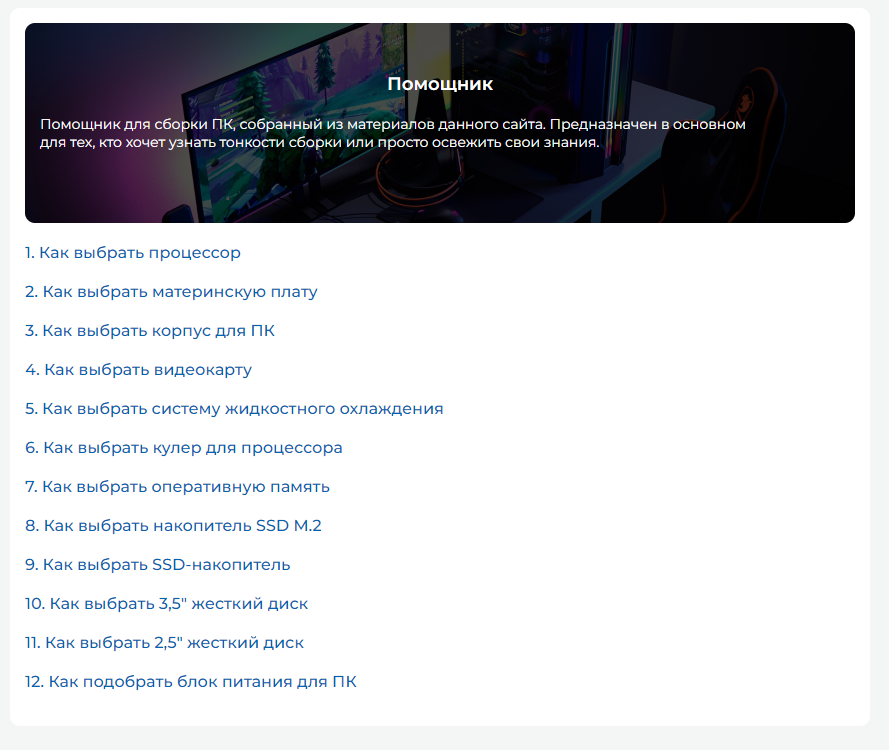 Помощник
Помощник для сборки ПК, собранный из материалов данного сайта. Предназначен в основном
для тех, кто хочет узнать тонкости сборки или просто освежить свои знания.
1. Как выбрать процессор
2. Как выбрать материнскую плату
3. Как выбрать корпус для ПК
4. Как выбрать видеокарту
5. Как выбрать систему жидкостного охлаждения
6. Как выбрать кулер для процессора
7. Как выбрать оперативную память
8. Как выбрать накопитель SSD M.2
9. Как выбрать SSD-накопитель
10. Как выбрать 3,5" жесткий диск
11. Как выбрать 2,5" жесткий диск
12. Как подобрать блок питания для ПК